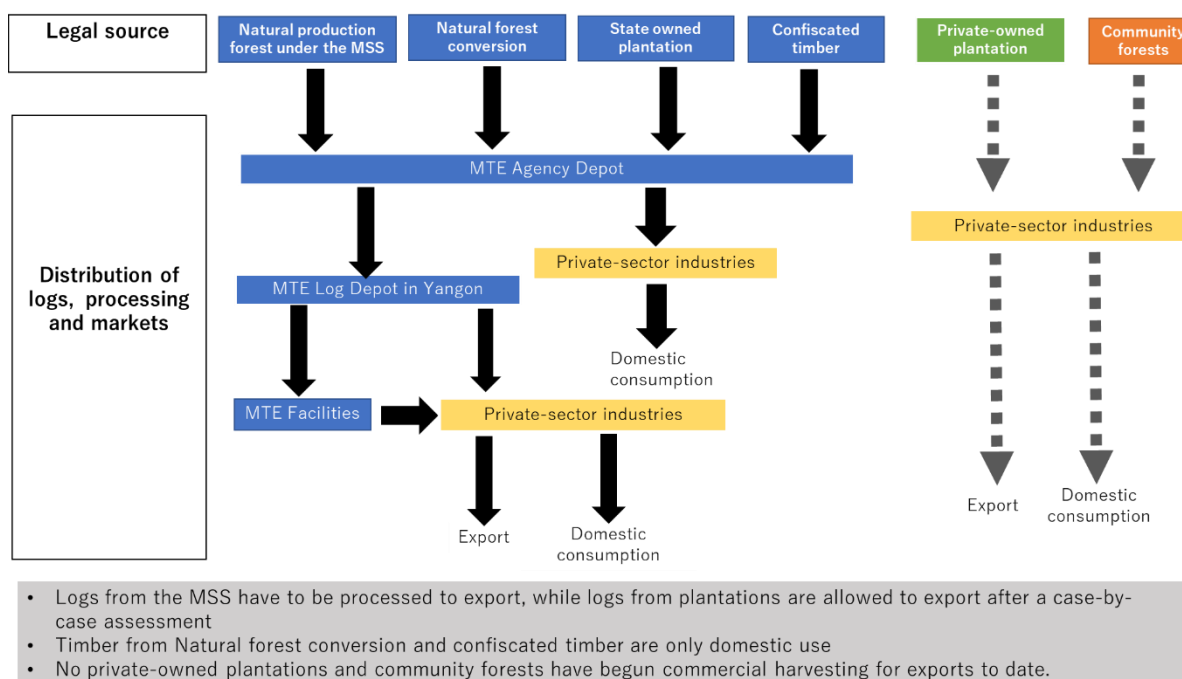 Legal source
Natural production
forest under the MSS
Natural forest
conversion
State owned
plantation
Confiscated
timber
Private-owned
plantation
Community
forests
MTE Agency Depot
Private-sector industries
Private-sector industries
Distribution of
logs, processing
and markets
MTE Log Depot in Yangon
Domestic
consumption
MTE Facilities
Private-sector industries
Export
Domestic
consumption
Export
Domestic
consumption
• Logs from the MSS have to be processed to export, while logs from plantations are allowed to export after a case-by-
case assessment
• Timber from Natural forest conversion and confiscated timber are only domestic use
• No private-owned plantations and community forests have begun commercial harvesting for exports to date.